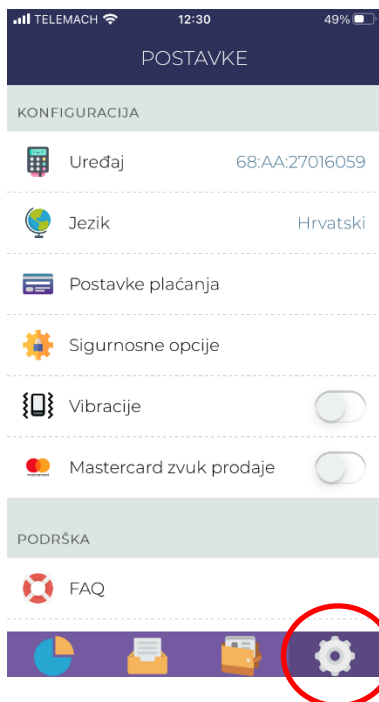 TELEMACH 12:30 49%
POSTAVKE
KONFIGURACIJA
Uređaj 68:AA:27016059
Jezik Hrvatski
Postavke plaćanja
Sigurnosne opcije
Vibracije
Mastercard zvuk prodaje
PODRŠKA
FAQ